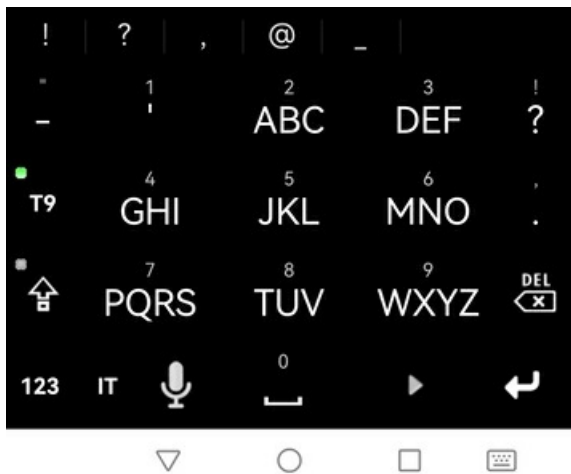 ! ? , @ _
" 1 2 3 !
- ' ABC DEF ?
4 5 6 ,
T9 GHI JKL MNO .
7 8 9 DEL
PQRS TUV WXYZ
0
123 IT